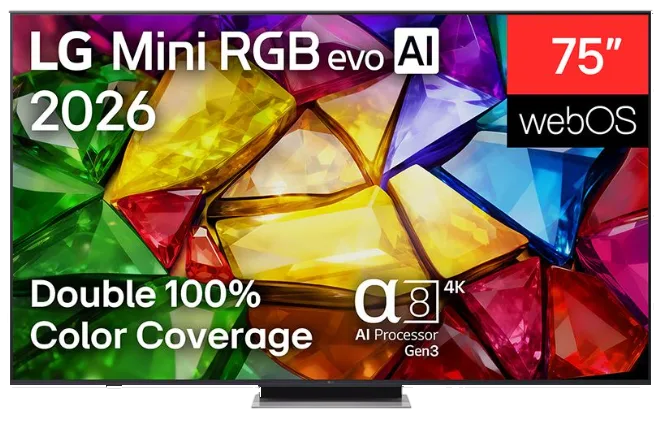 LG Mini RGB evo AI
2026
75"
webOS
Double 100%
Color Coverage
α8 4K
AI Processor
Gen3